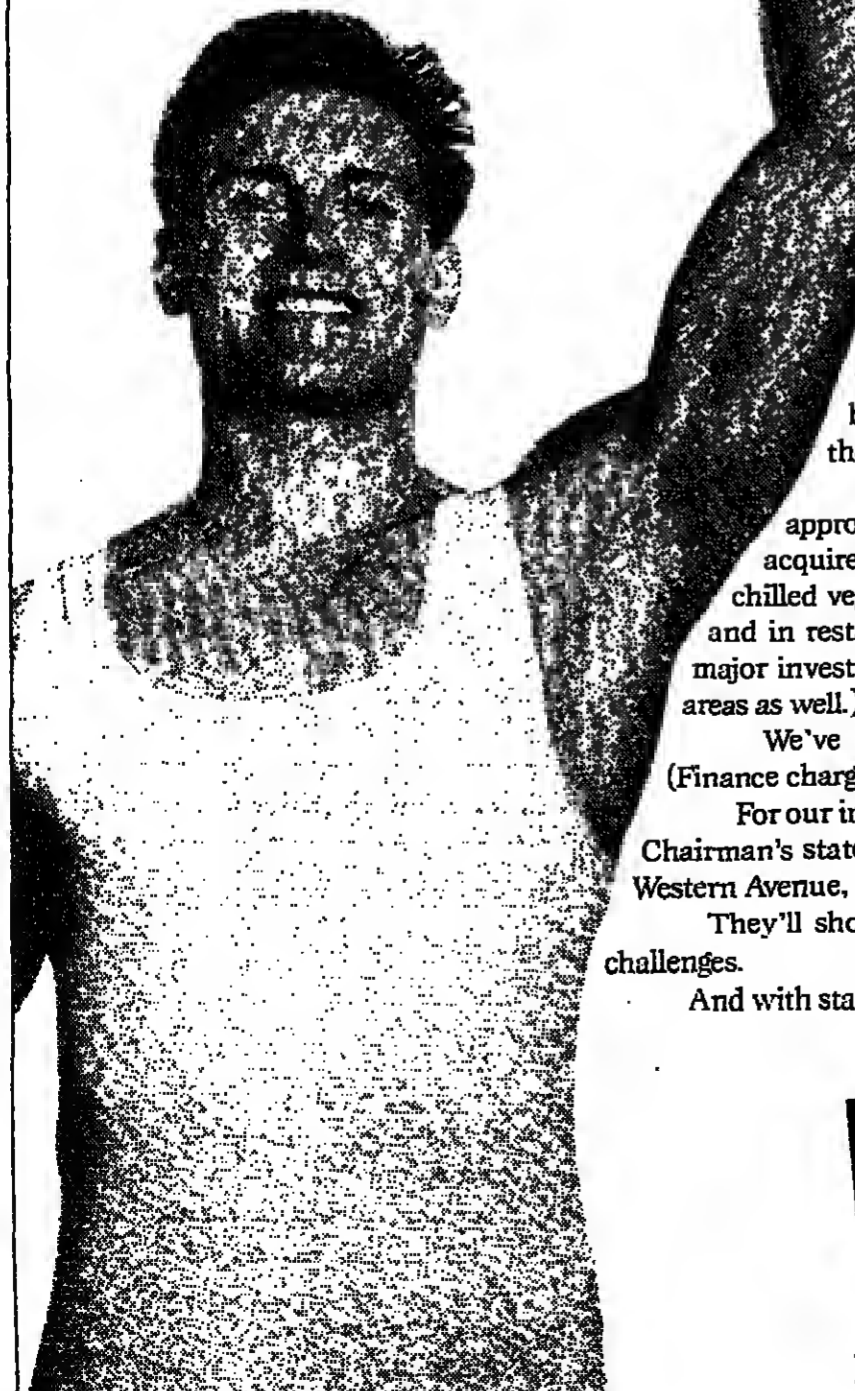 th
appro
acquire
chilled ve
and in rest
major invest
areas as well.)
We've
(Finance charg
For our in
Chairman's state
Western Avenue,
They'll sho
challenges.
And with sta